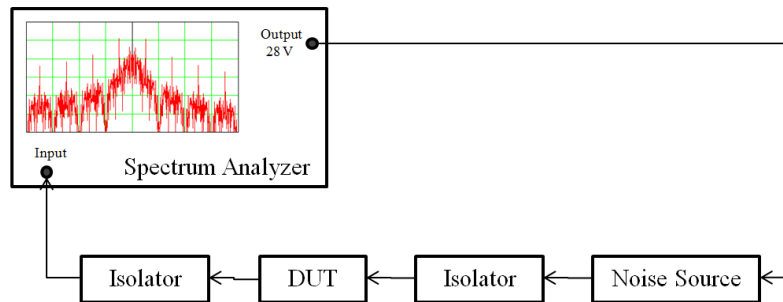 Output
28 V
Input
Spectrum Analyzer
Isolator
DUT
Isolator
Noise Source